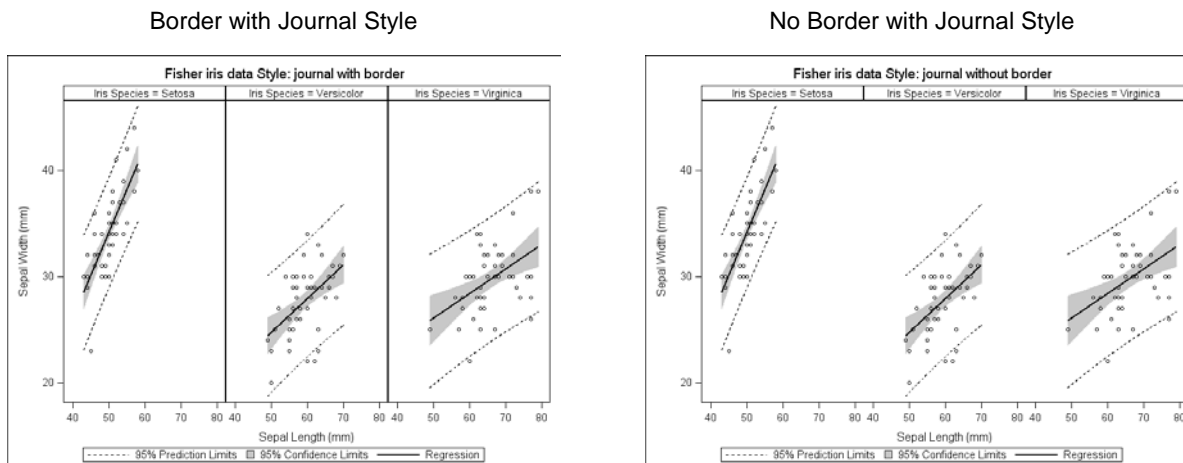 Border with Journal Style
Fisher iris data Style: journal with border
Iris Species = Setosa
Iris Species = Versicolor
Iris Species = Virginica
Sepal Width (mm)
40
30
20
40 50 60 70 80
40 50 60 70 80
40 50 60 70 80
Sepal Length (mm)
95% Prediction Limits
95% Confidence Limits
Regression
No Border with Journal Style
Fisher iris data Style: journal without border
Iris Species = Setosa
Iris Species = Versicolor
Iris Species = Virginica
Sepal Width (mm)
40
30
20
40 50 60 70 80
40 50 60 70 80
40 50 60 70 80
Sepal Length (mm)
95% Prediction Limits
95% Confidence Limits
Regression